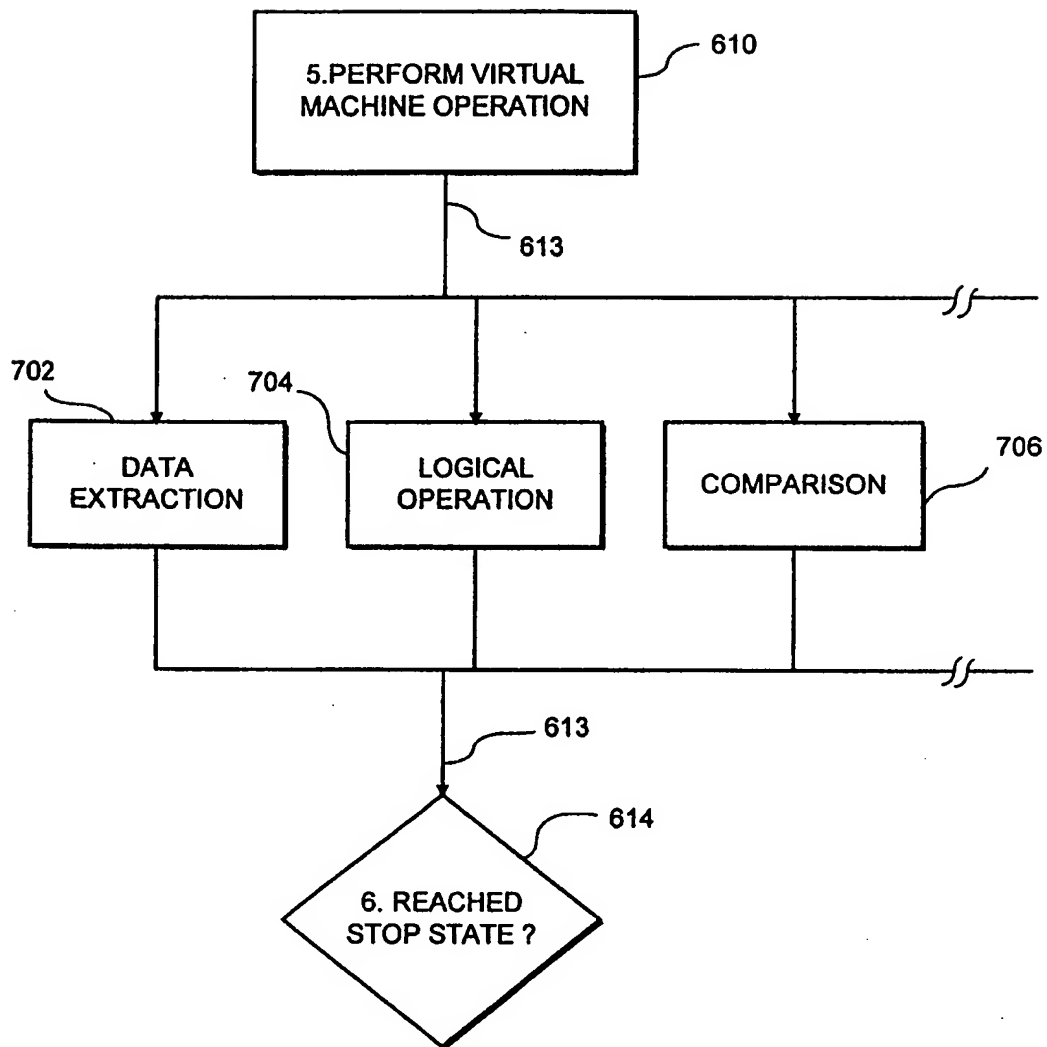 610
5.PERFORM VIRTUAL
MACHINE OPERATION
613
702
704
DATA
EXTRACTION
LOGICAL
OPERATION
COMPARISON
706
613
614
6. REACHED
STOP STATE ?